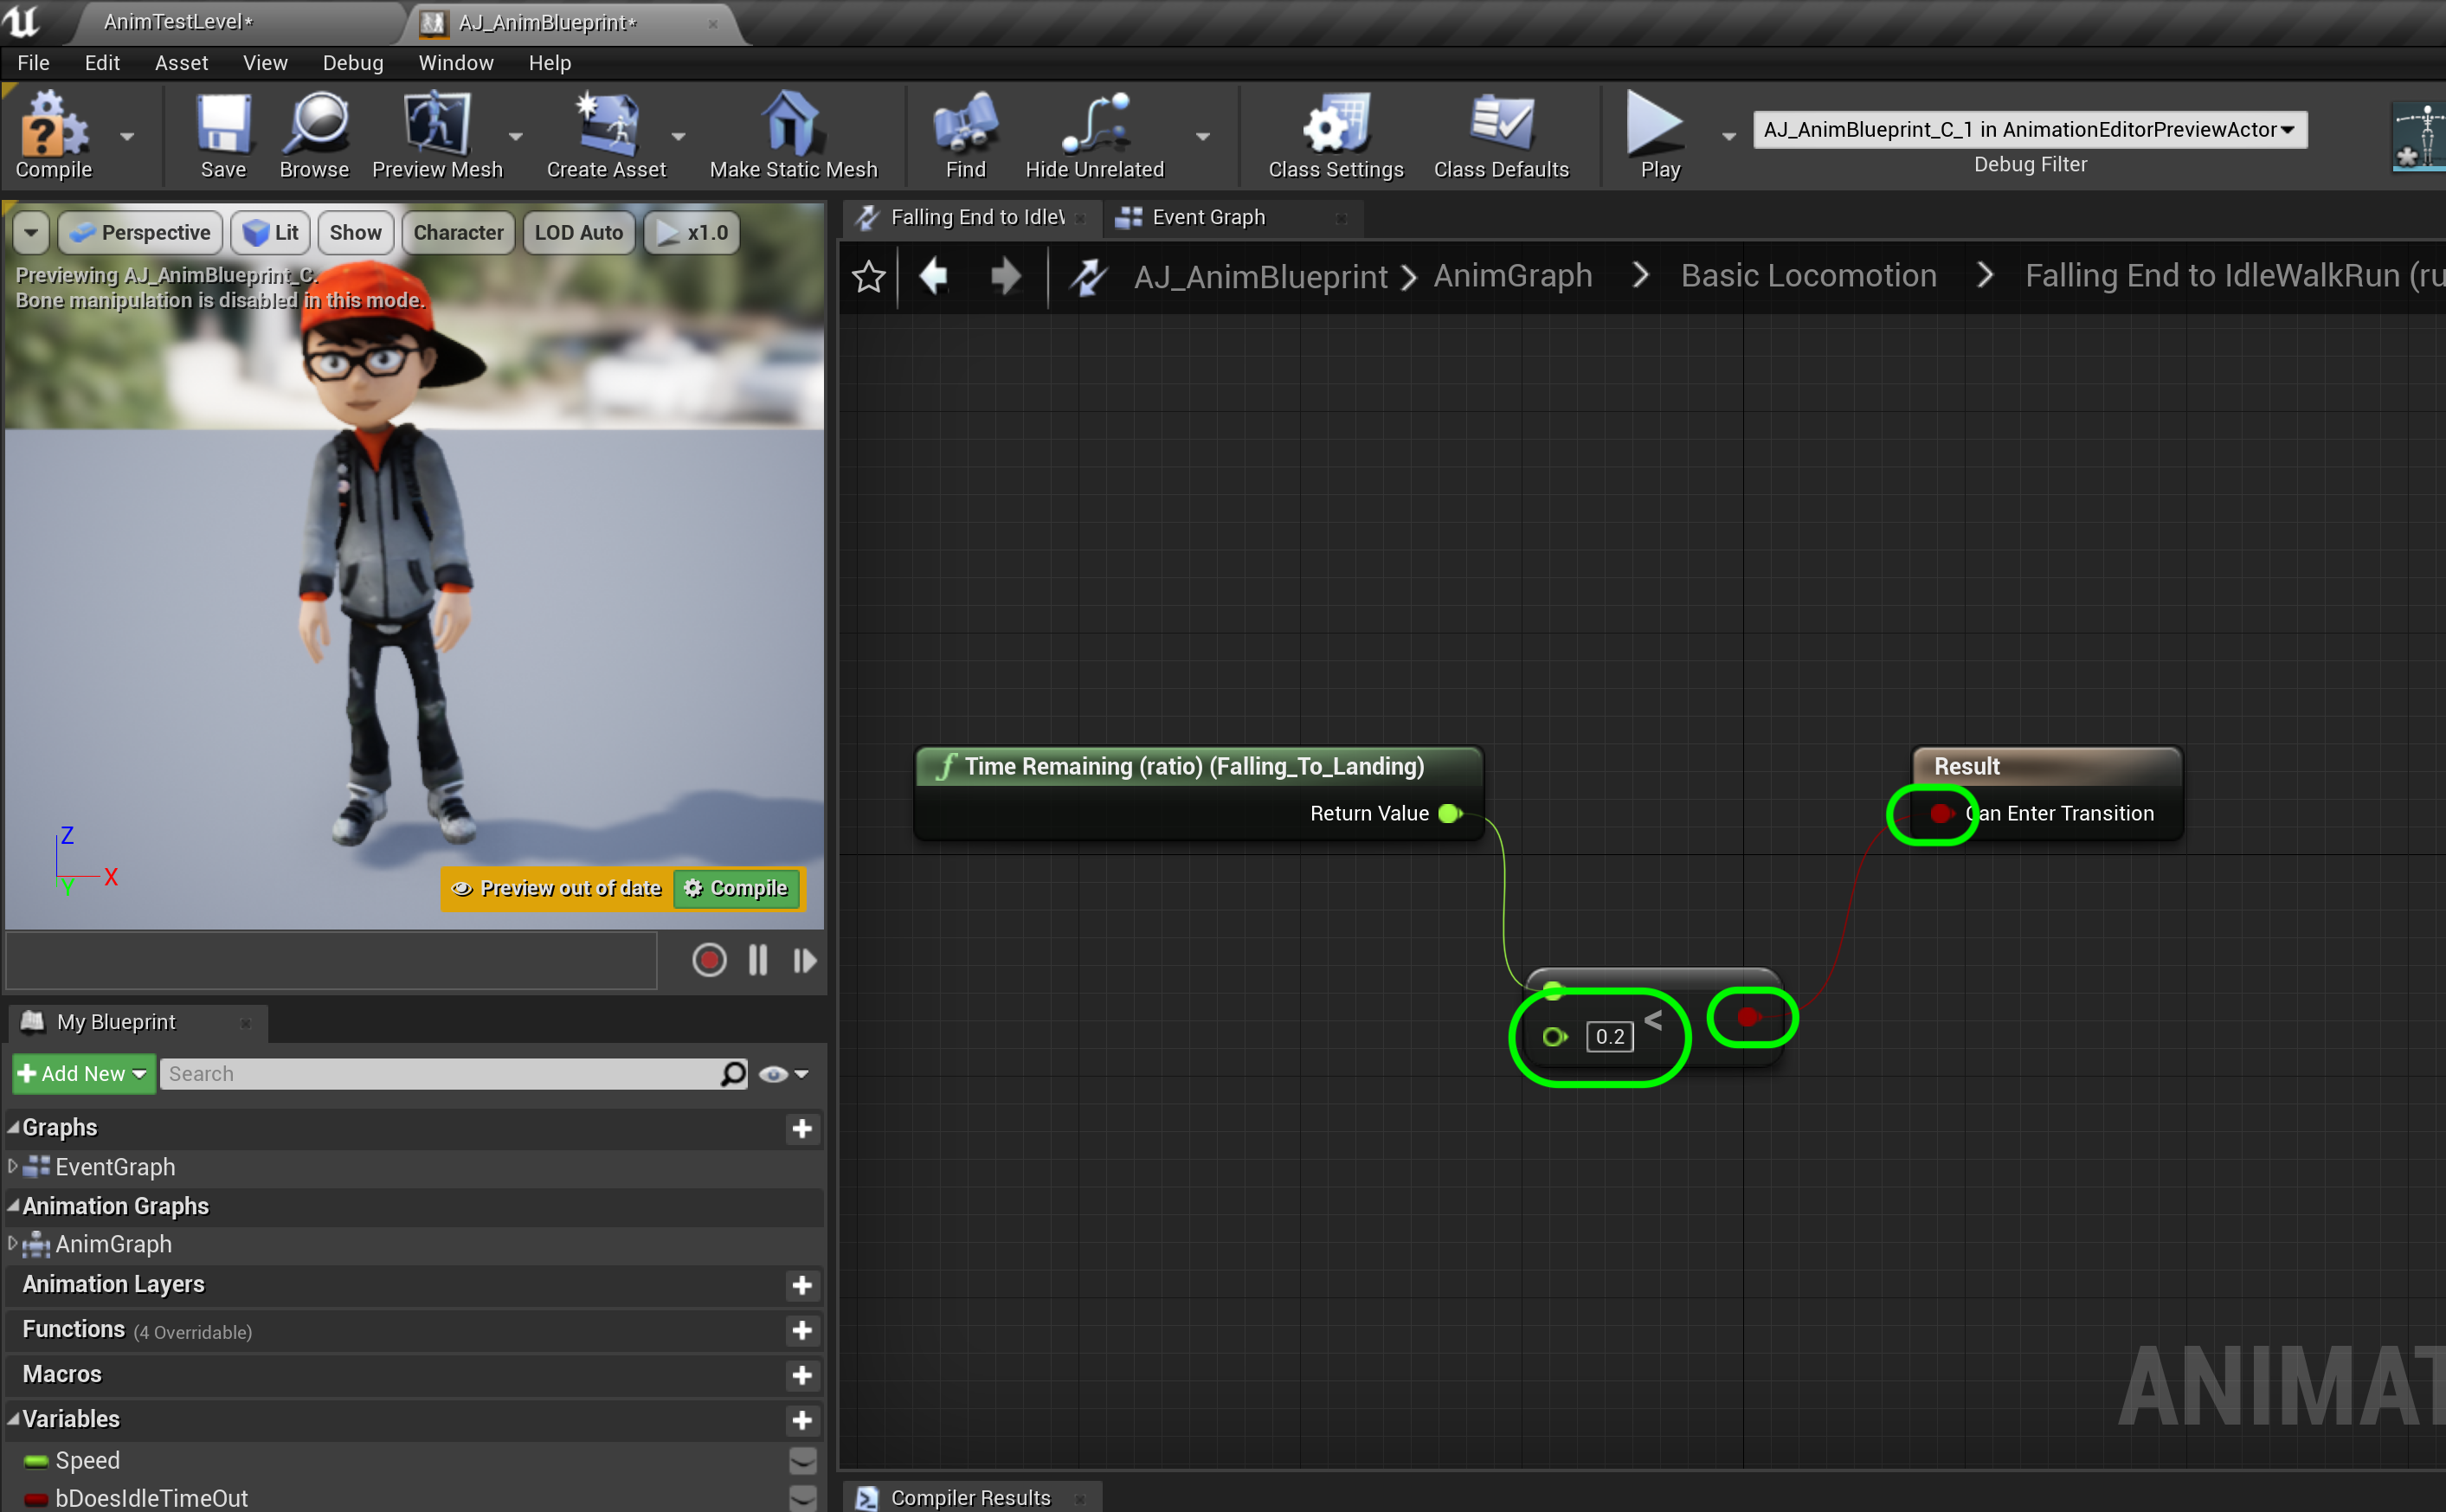 AnimTestLevel*
AJ_AnimBlueprint*
File Edit Asset View Debug Window Help
Compile
Save
Browse
Preview Mesh
Create Asset
Make Static Mesh
Find
Hide Unrelated
Class Settings
Class Defaults
Play
AJ_AnimBlueprint_C_1 in AnimationEditorPreviewActor
Debug Filter
Perspective
Lit
Show
Character
LOD Auto
x1.0
Previewing AJ_AnimBlueprint_C.
Bone manipulation is disabled in this mode.
Z
X
Y
Preview out of date
Compile
Falling End to Idle
Event Graph
AJ_AnimBlueprint > AnimGraph > Basic Locomotion > Falling End to IdleWalkRun (ru
Time Remaining (ratio) (Falling_To_Landing)
Return Value
Result
Can Enter Transition
0.2
<
ANIMAT
My Blueprint
Add New
Search
Graphs
EventGraph
Animation Graphs
AnimGraph
Animation Layers
Functions (4 Overridable)
Macros
Variables
Speed
bDoesIdleTimeOut
Compiler Results